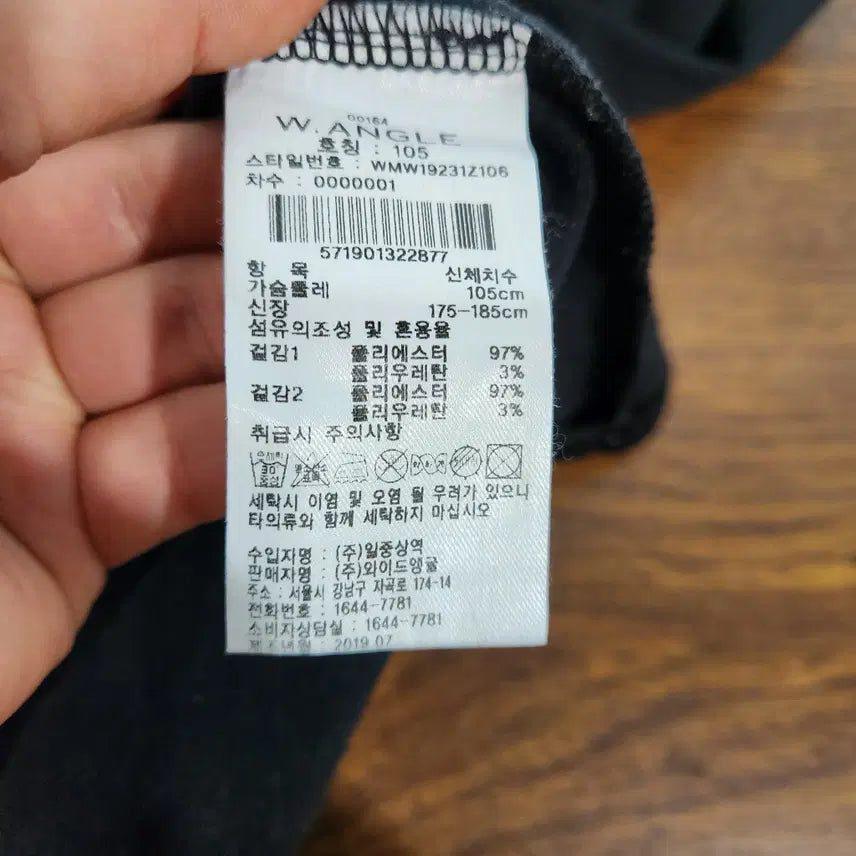 00164
W.ANGLE
호칭 : 105
스타일번호 : WMW19231Z106
차수 : 0000001
571901322877
항 목 신체치수
가슴둘레 105cm
신장 175-185cm
섬유의조성 및 혼용율
겉감1 폴리에스터 97%
폴리우레탄 3%
겉감2 폴리에스터 97%
폴리우레탄 3%
취급시 주의사항
30 중성
세탁시 이염 및 오염 될 우려가 있으니
타의류와 함께 세탁하지 마십시오
수입자명 : (주)일중상역
판매자명 : (주)와이드앵글
주소 : 서울시 강남구 자곡로 174-14
전화번호 : 1644-7781
소비자상담실 : 1644-7781
제조년월 : 2019.07